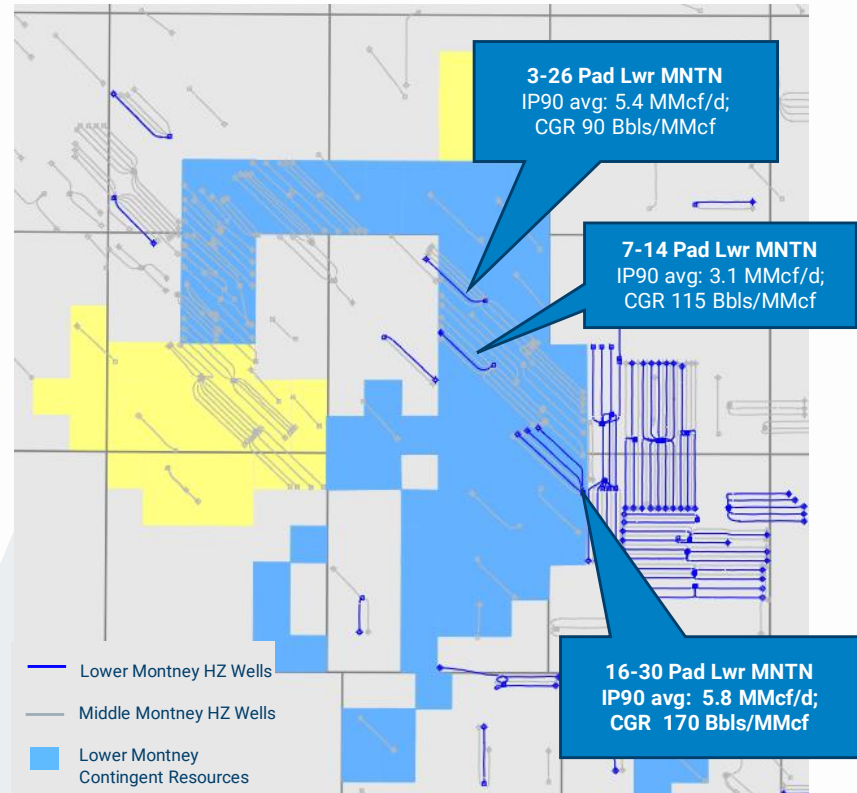 3-26 Pad Lwr MNTN
IP90 avg: 5.4 MMcf/d;
CGR 90 Bbls/MMcf
7-14 Pad Lwr MNTN
IP90 avg: 3.1 MMcf/d;
CGR 115 Bbls/MMcf
16-30 Pad Lwr MNTN
IP90 avg:  5.8 MMcf/d;
CGR  170 Bbls/MMcf
Lower Montney HZ Wells
Middle Montney HZ Wells
Lower Montney
Contingent Resources